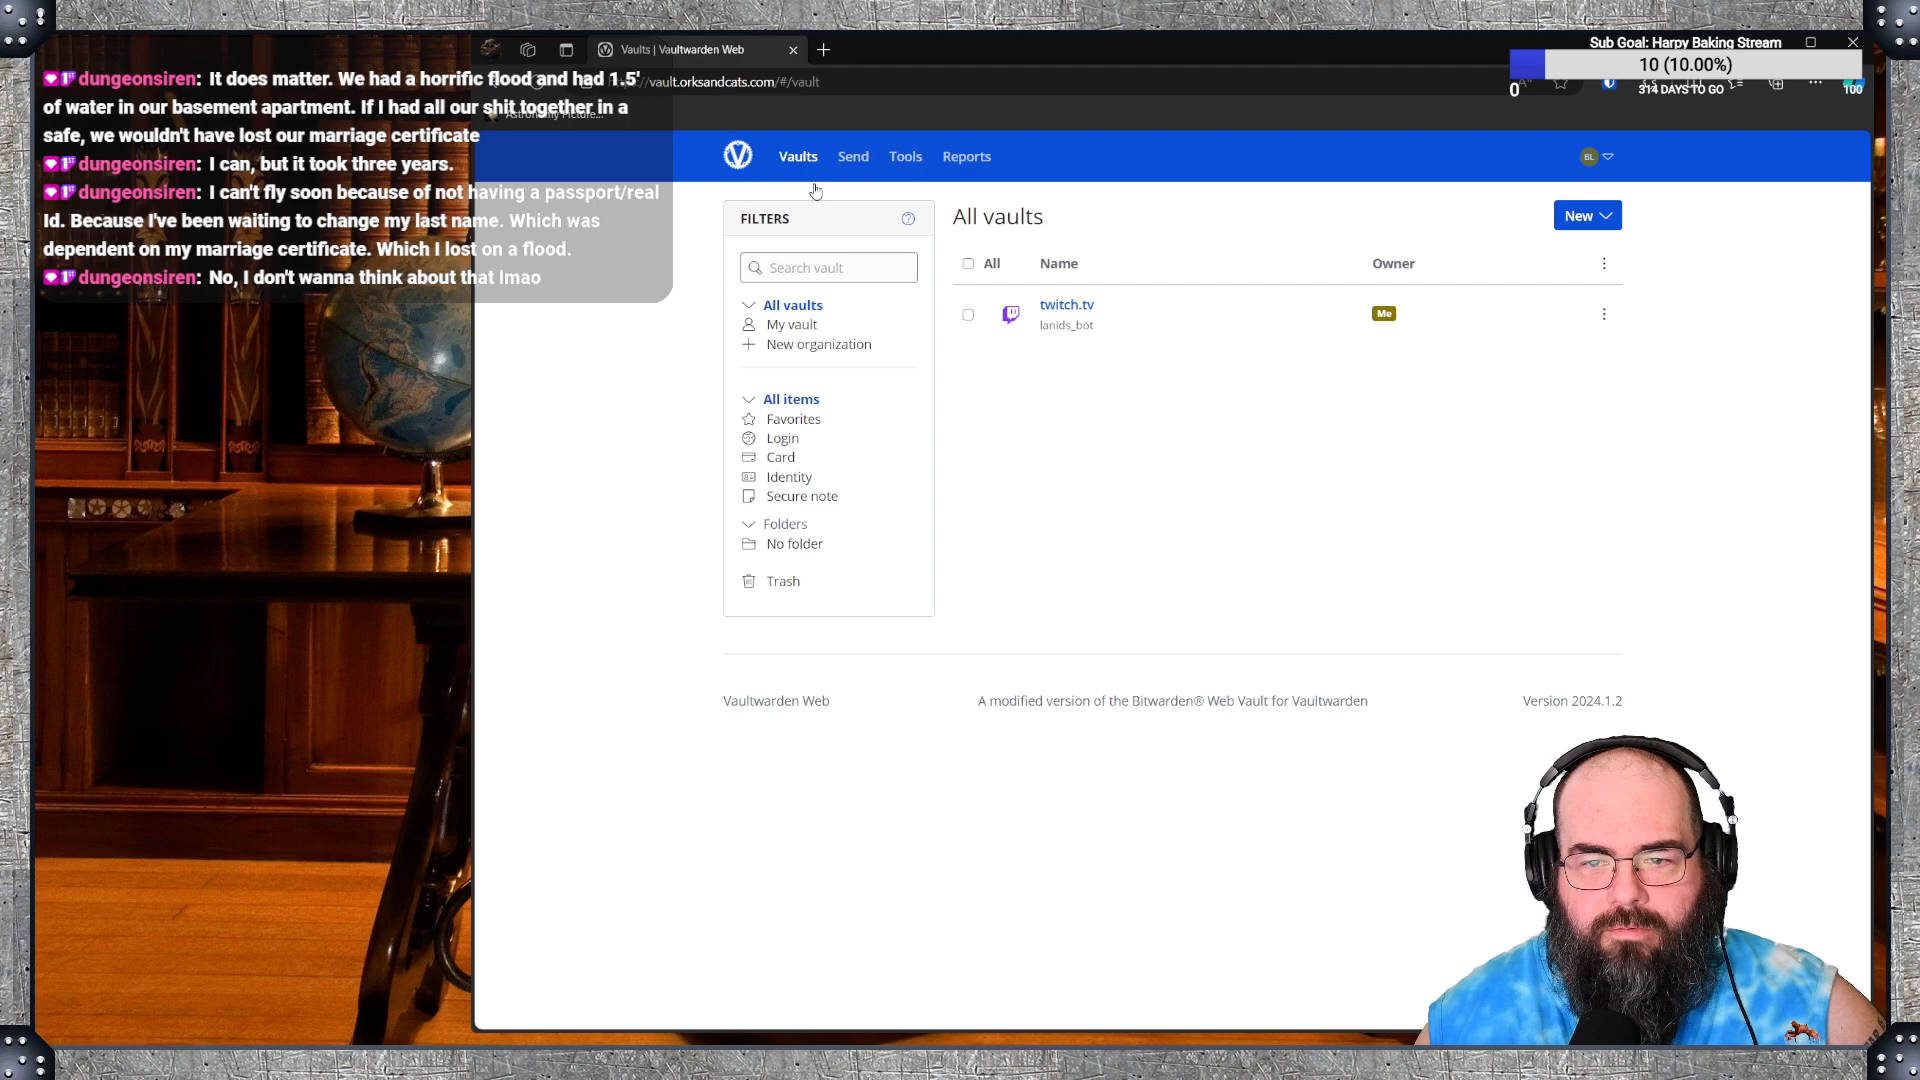 Vaults | Vaultwarden Web
Sub Goal: Harpy Baking Stream
10 (10.00%)
0
314 DAYS TO GO
100
vault.orksandcats.com/#/vault
Astronomy Picture...
dungeonsiren: It does matter. We had a horrific flood and had 1.5'
of water in our basement apartment. If I had all our shit together in a
safe, we wouldn't have lost our marriage certificate
dungeonsiren: I can, but it took three years.
dungeonsiren: I can't fly soon because of not having a passport/real
Id. Because I've been waiting to change my last name. Which was
dependent on my marriage certificate. Which I lost on a flood.
dungeonsiren: No, I don't wanna think about that lmao
Vaults Send Tools Reports
BL
FILTERS
Search vault
All vaults
My vault
New organization
All items
Favorites
Login
Card
Identity
Secure note
Folders
No folder
Trash
All vaults
New
All Name Owner
twitch.tv
lanids_bot
Me
Vaultwarden Web
A modified version of the Bitwarden® Web Vault for Vaultwarden
Version 2024.1.2